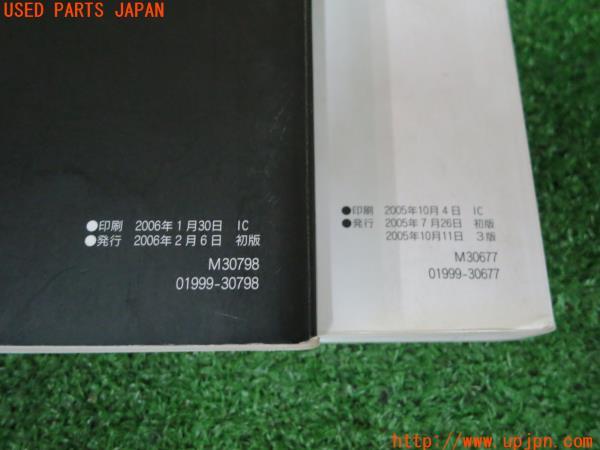 USED PARTS JAPAN
●印刷 2006年1月30日 IC
●発行 2006年2月6日 初版
M30798
01999-30798
●印刷 2005年10月4日 IC
●発行 2005年7月26日 初版
2005年10月11日 3版
M30677
01999-30677
http://www.upjpn.com/